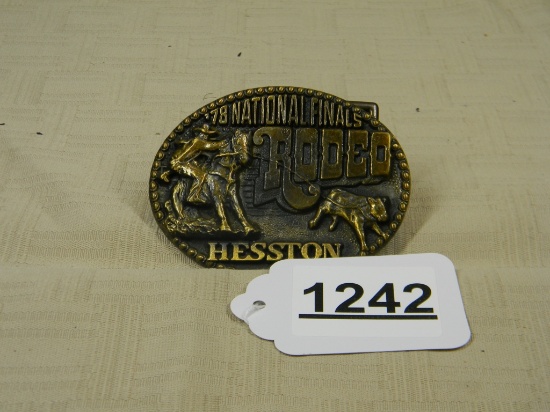 '78 NATIONAL FINALS
RODEO
HESSTON
1242